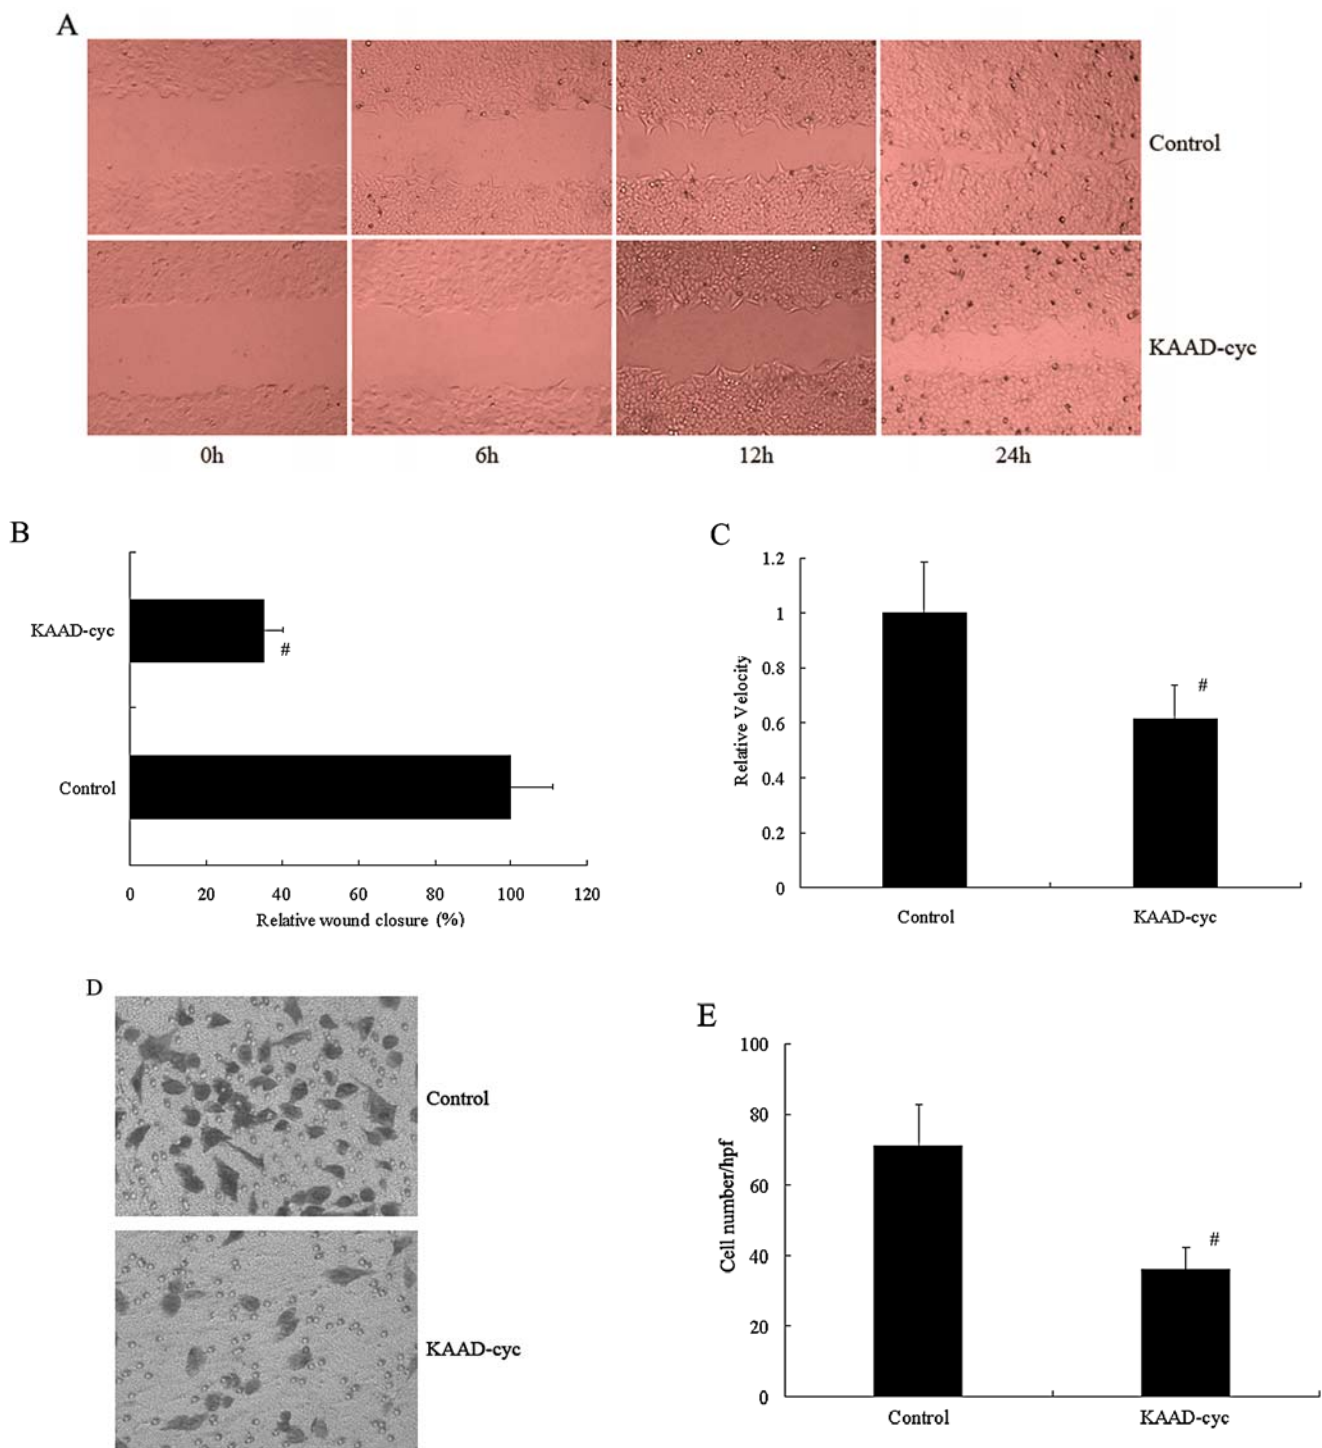 A
Control
KAAD-cyc
0h 6h 12h 24h
B
KAAD-cyc
#
Control
0 20 40 60 80 100 120
Relative wound closure (%)
C
1.2
1
0.8
0.6
0.4
0.2
0
Relative Velocity
#
Control KAAD-cyc
D
Control
KAAD-cyc
E
100
80
60
40
20
0
Cell number/hpf
#
Control KAAD-cyc